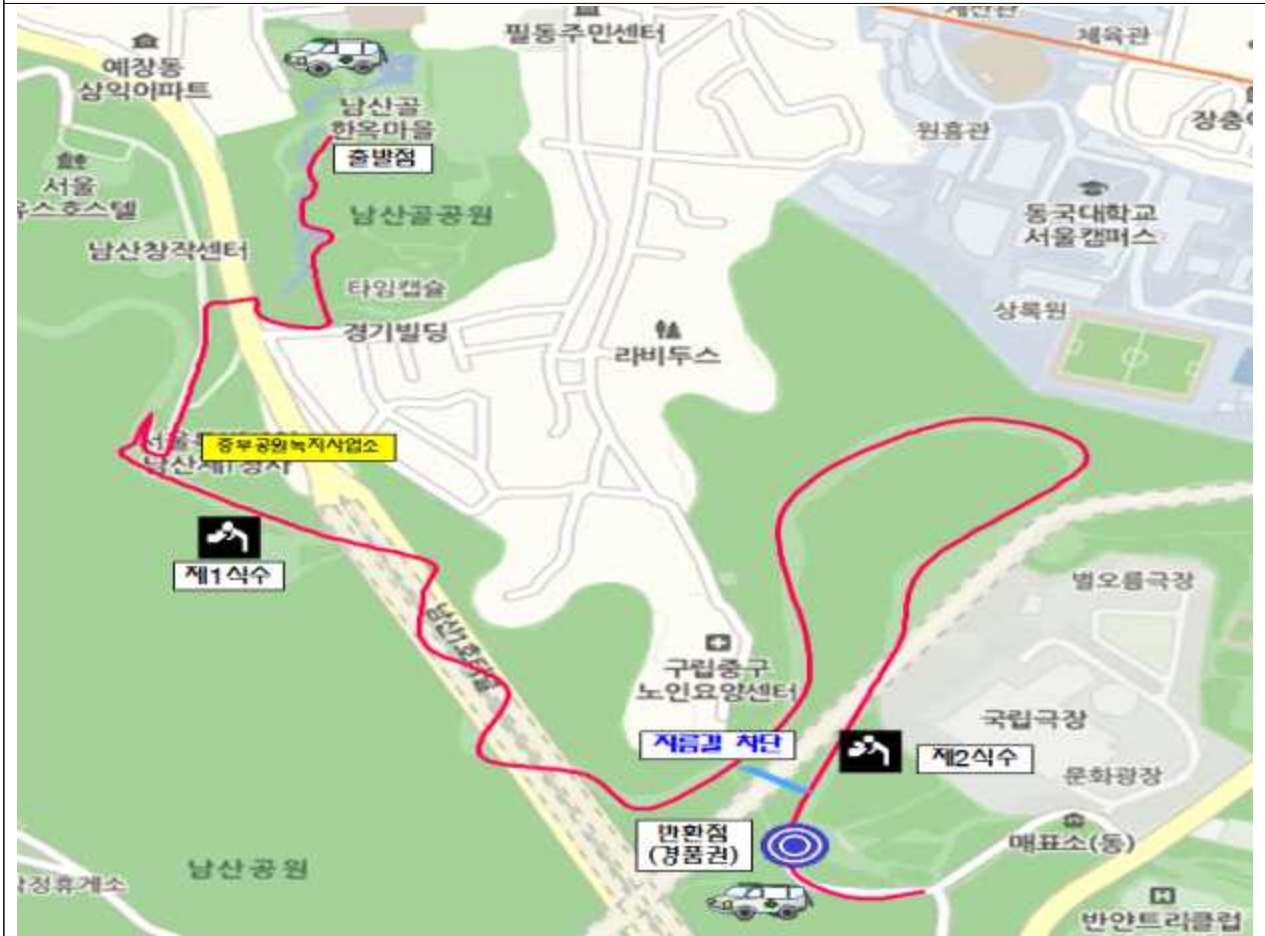 필동주민센터
체육관
예장동
삼익아파트
남산골
한옥마을
출발점
원흥관
서울
남산창작센터
남산골공원
동국대학교
서울캠퍼스
타임캡슐
경기빌딩
상록원
라비두스
중부공원녹지사업소
제1식수
남산1호터널
별오름극장
구립중구
노인요양센터
지름길 차단
국립극장
제2식수
문화광장
반환점
(경품권)
매표소(동)
남산공원
반얀트리클럽